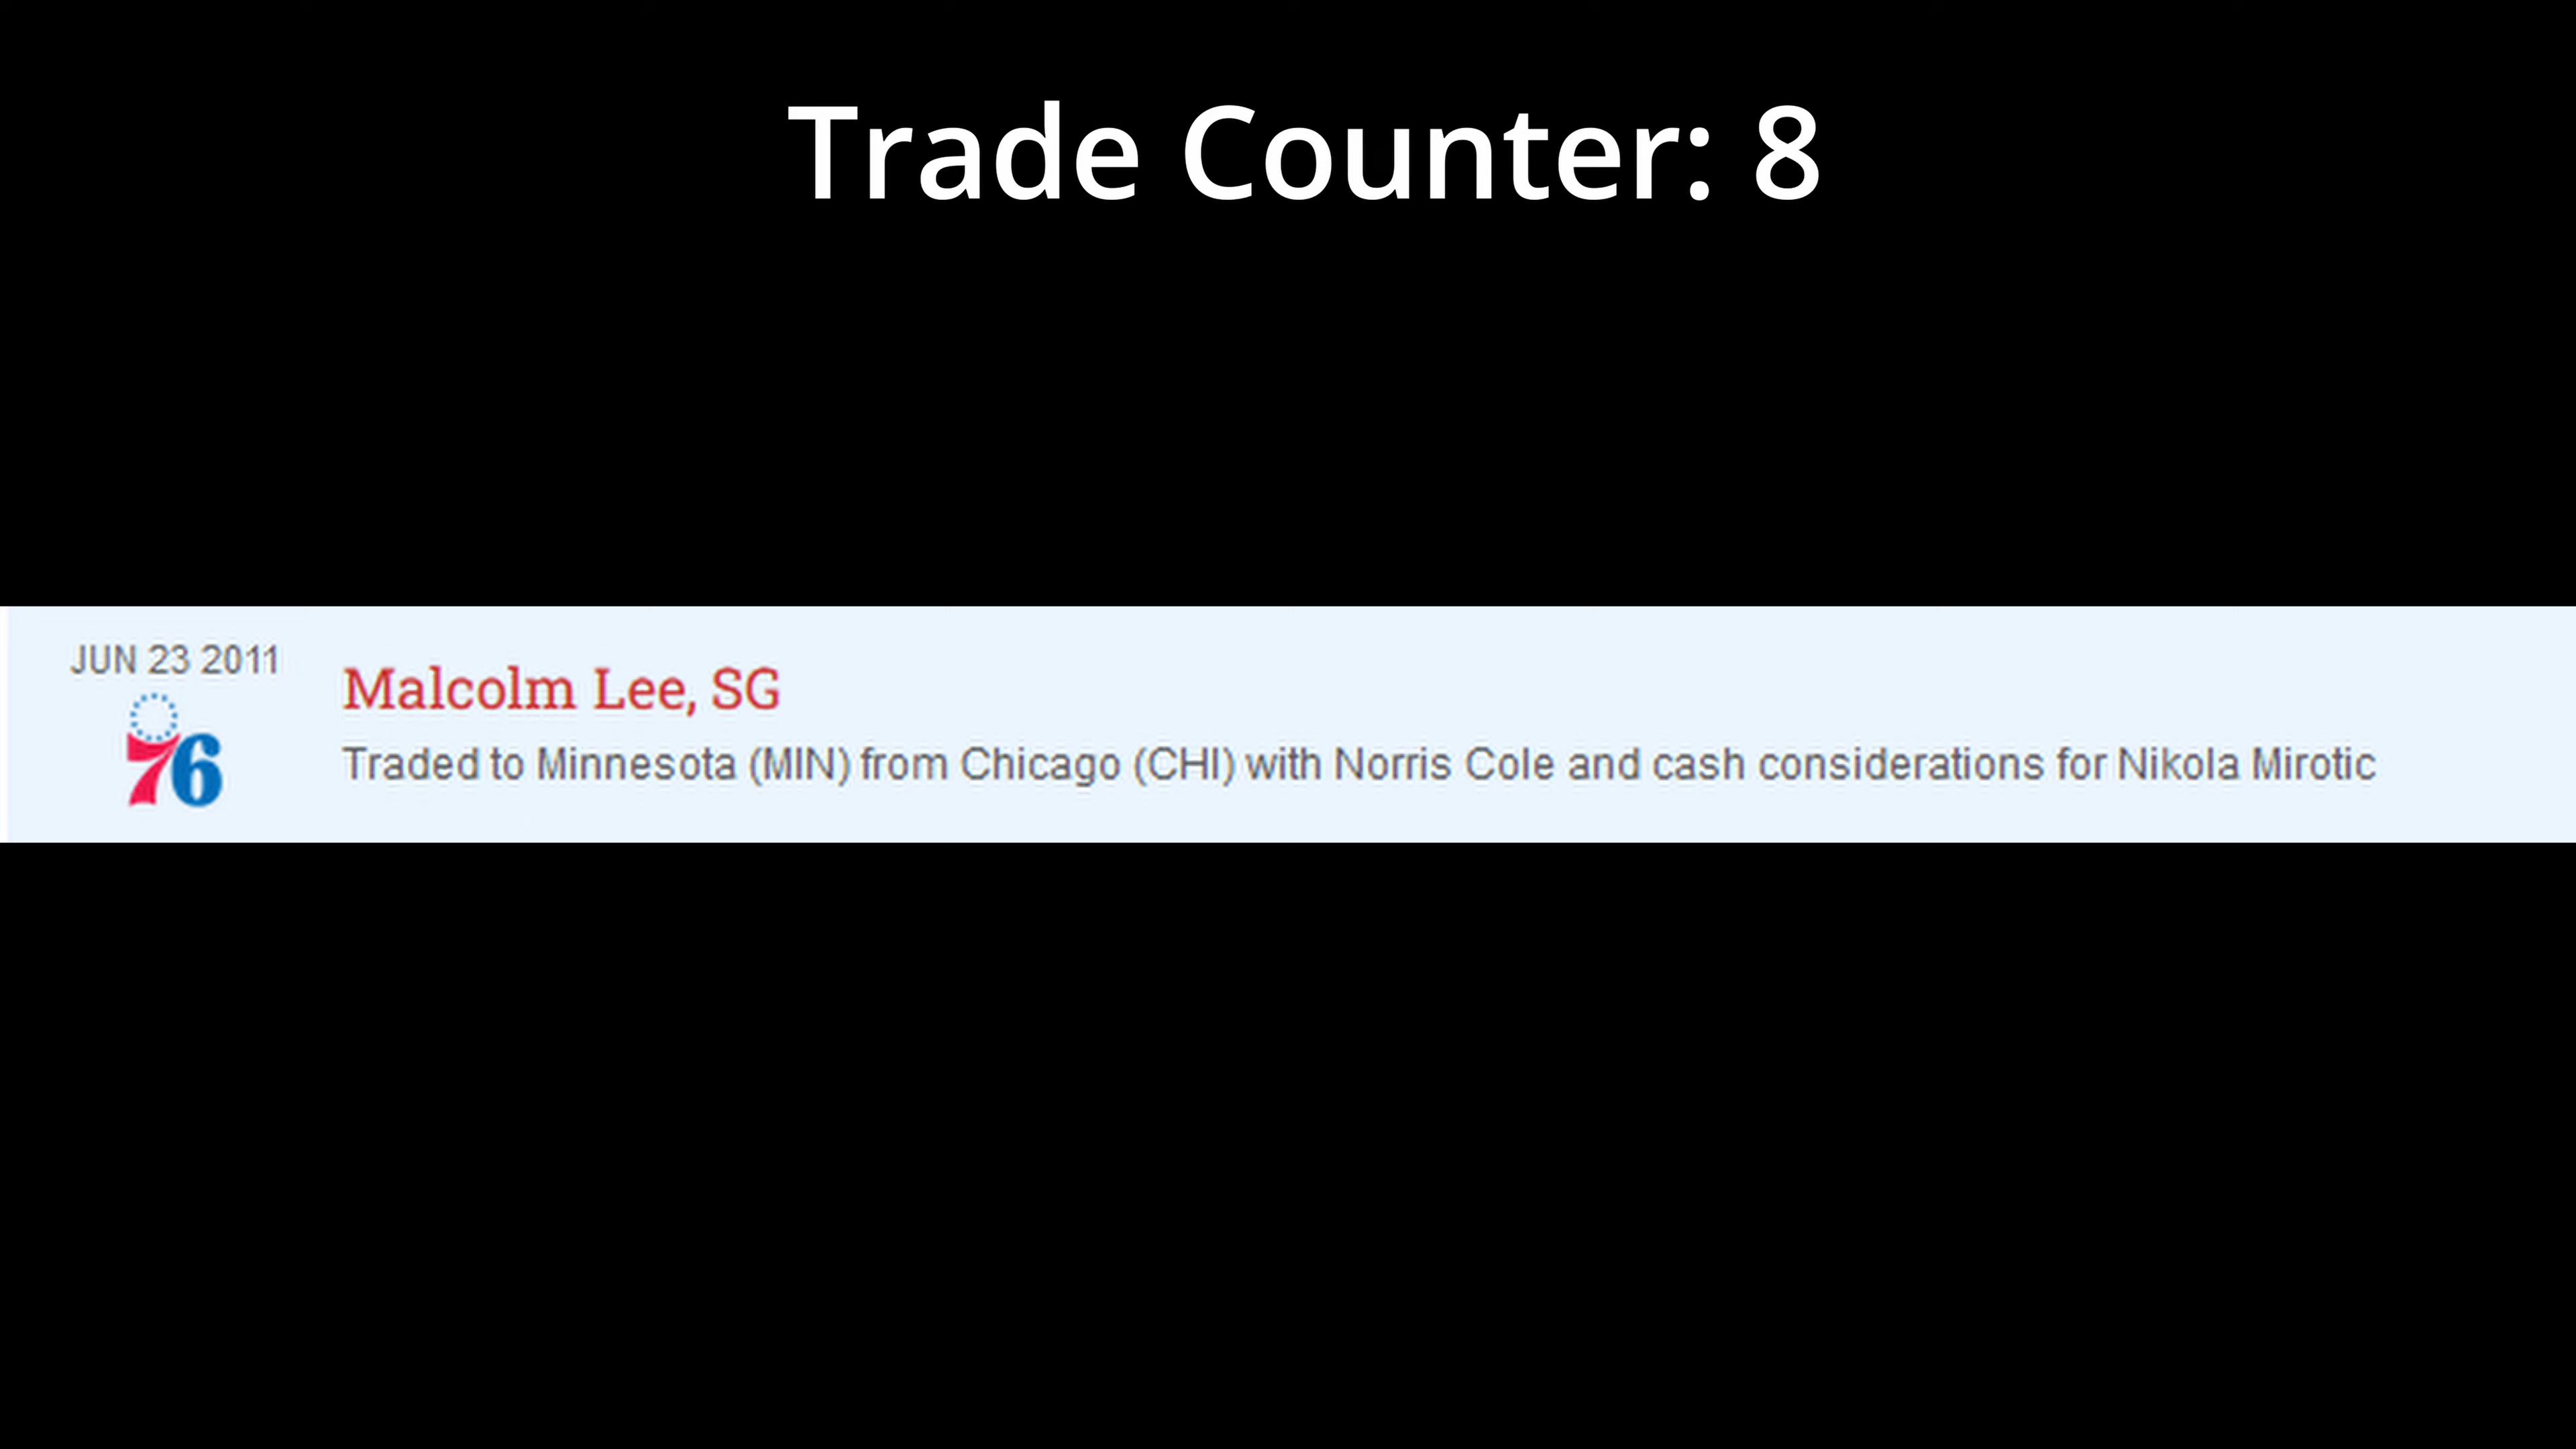 Trade Counter: 8
JUN 23 2011
76
Malcolm Lee, SG
Traded to Minnesota (MIN) from Chicago (CHI) with Norris Cole and cash considerations for Nikola Mirotic